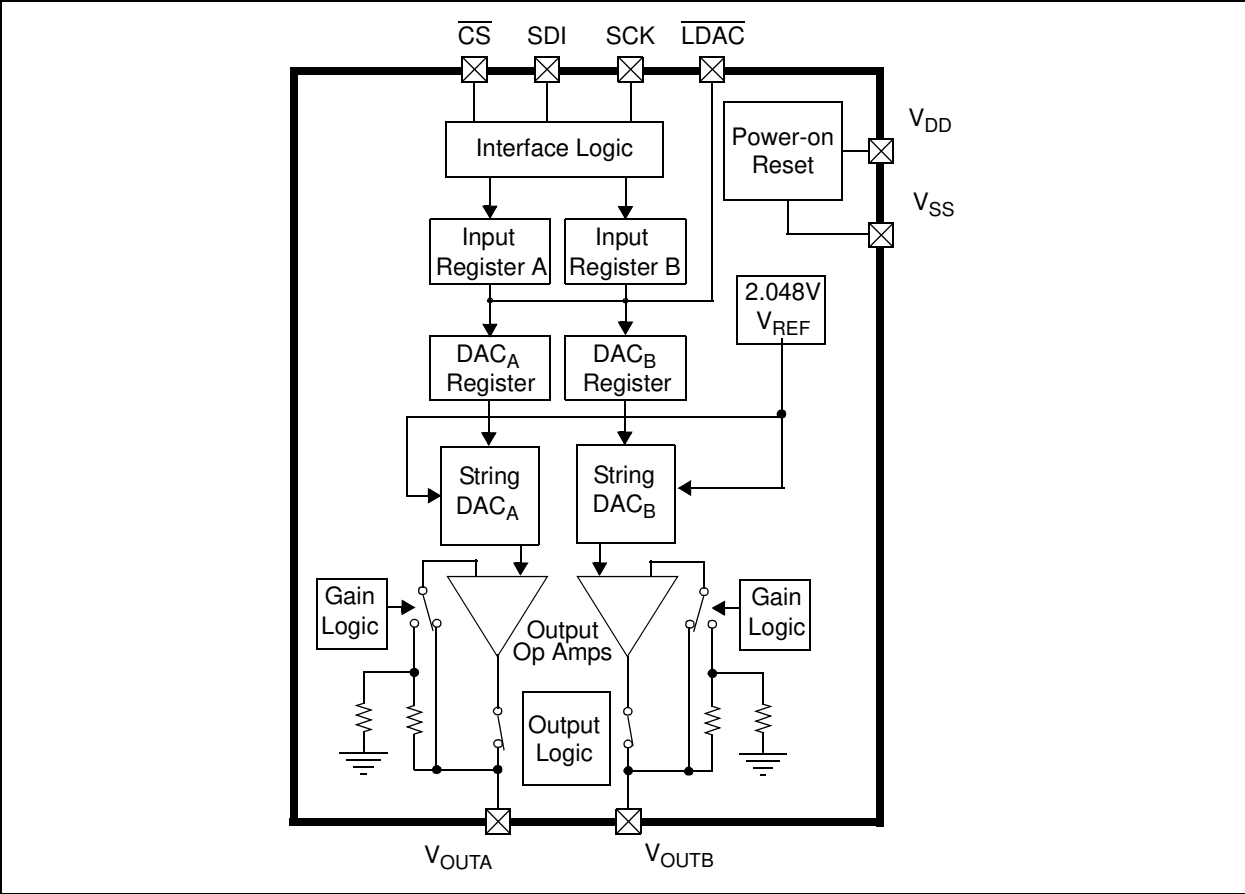 CS SDI SCK LDAC
Interface Logic
Power-on
Reset
VDD
VSS
Input
Register A
Input
Register B
2.048V
VREF
DACA
Register
DACB
Register
String
DACA
String
DACB
Gain
Logic
Output
Op Amps
Gain
Logic
Output
Logic
VOUTA
VOUTB